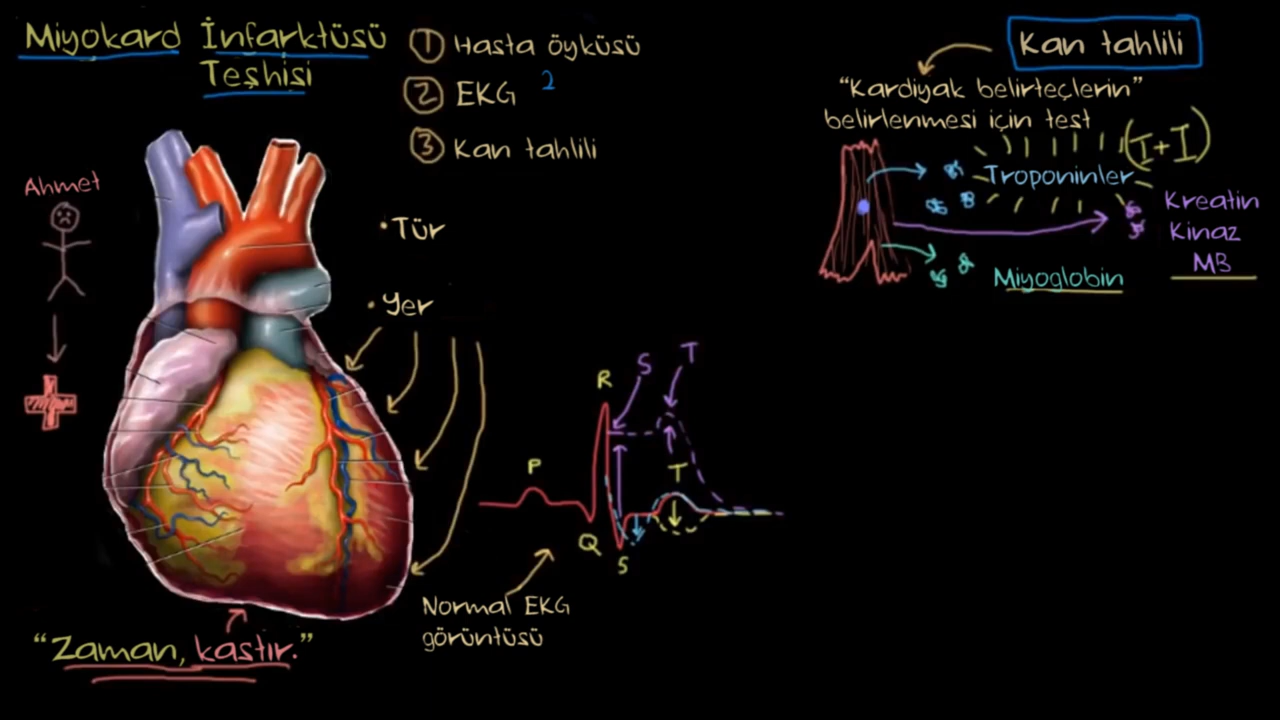 Miyokard İnfarktüsü
Teşhisi
1 Hasta öyküsü
2 EKG 2
3 Kan tahlili
Ahmet
• Tür
• Yer
P
Q
R
S
S
T
T
Normal EKG
görüntüsü
"Zaman, kastır."
Kan tahlili
"Kardiyak belirteçlerin"
belirlenmesi için test
Troponinler (I+I)
Kreatin
Kinaz
MB
Miyoglobin